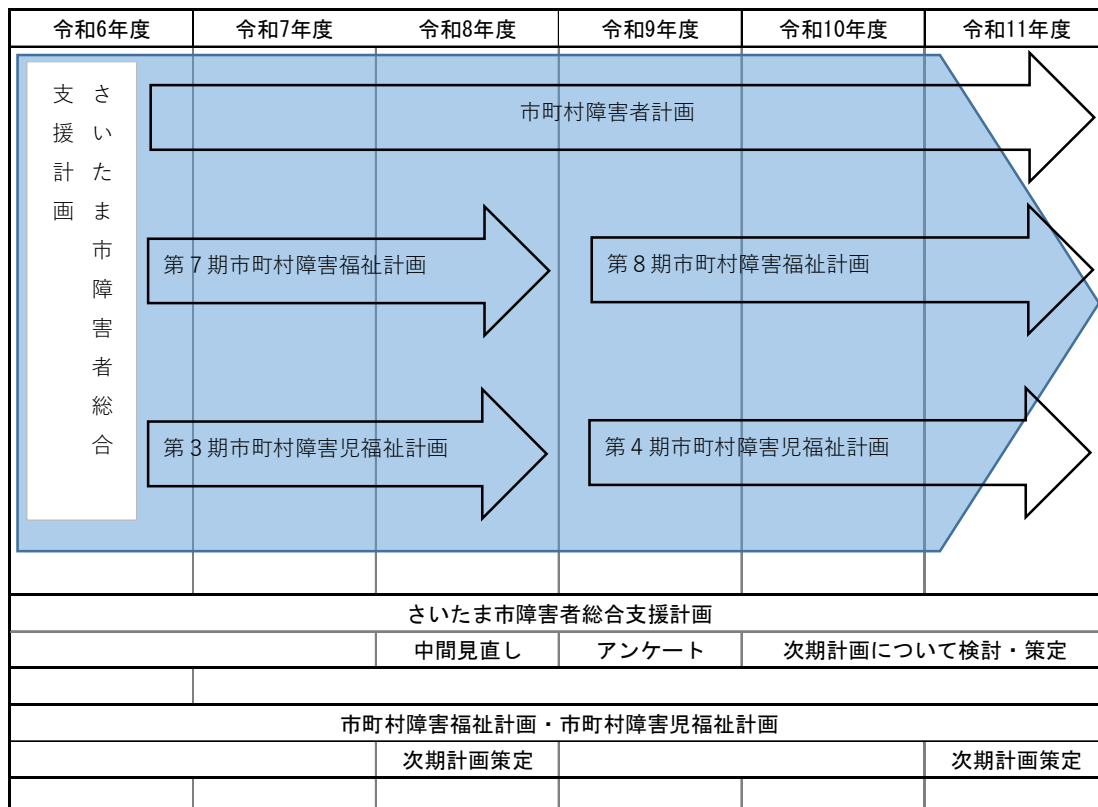 令和6年度 令和7年度 令和8年度 令和9年度 令和10年度 令和11年度
さいたま市障害者総合
支援計画
市町村障害者計画
第７期市町村障害福祉計画 第８期市町村障害福祉計画
第３期市町村障害児福祉計画 第４期市町村障害児福祉計画
さいたま市障害者総合支援計画
中間見直し アンケート 次期計画について検討・策定
市町村障害福祉計画・市町村障害児福祉計画
次期計画策定 次期計画策定